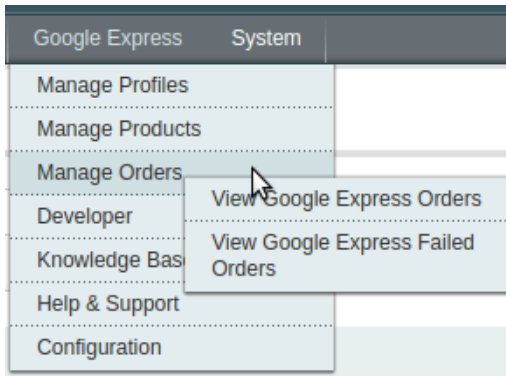 Google Express System
Manage Profiles
Manage Products
Manage Orders
View Google Express Orders
Developer
View Google Express Failed
Orders
Knowledge Bas
Help & Support
Configuration